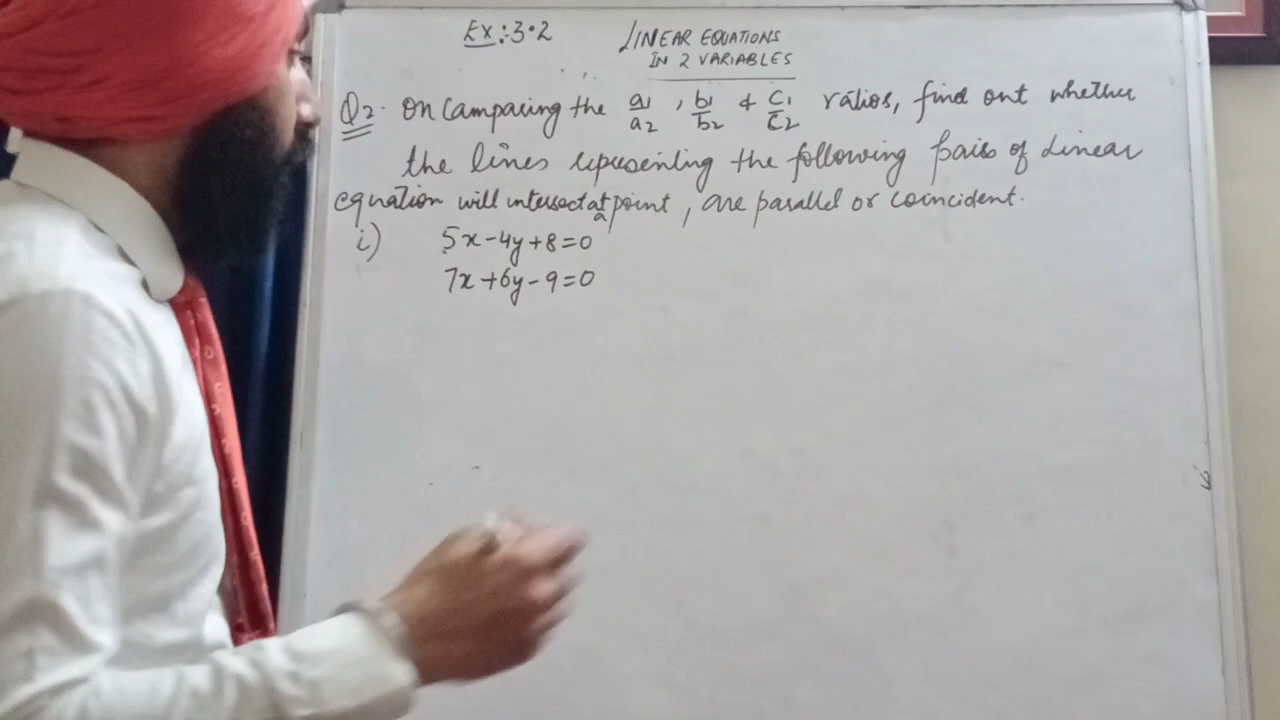 Ex:3.2 LINEAR EQUATIONS
IN 2 VARIABLES
Q2. On Comparing the a1/a2, b1/b2 & c1/c2 ratios, find out whether
the lines representing the following pairs of Linear
equation will intersect at a point, are parallel or coincident.
i) 5x-4y+8=0
7x+6y-9=0